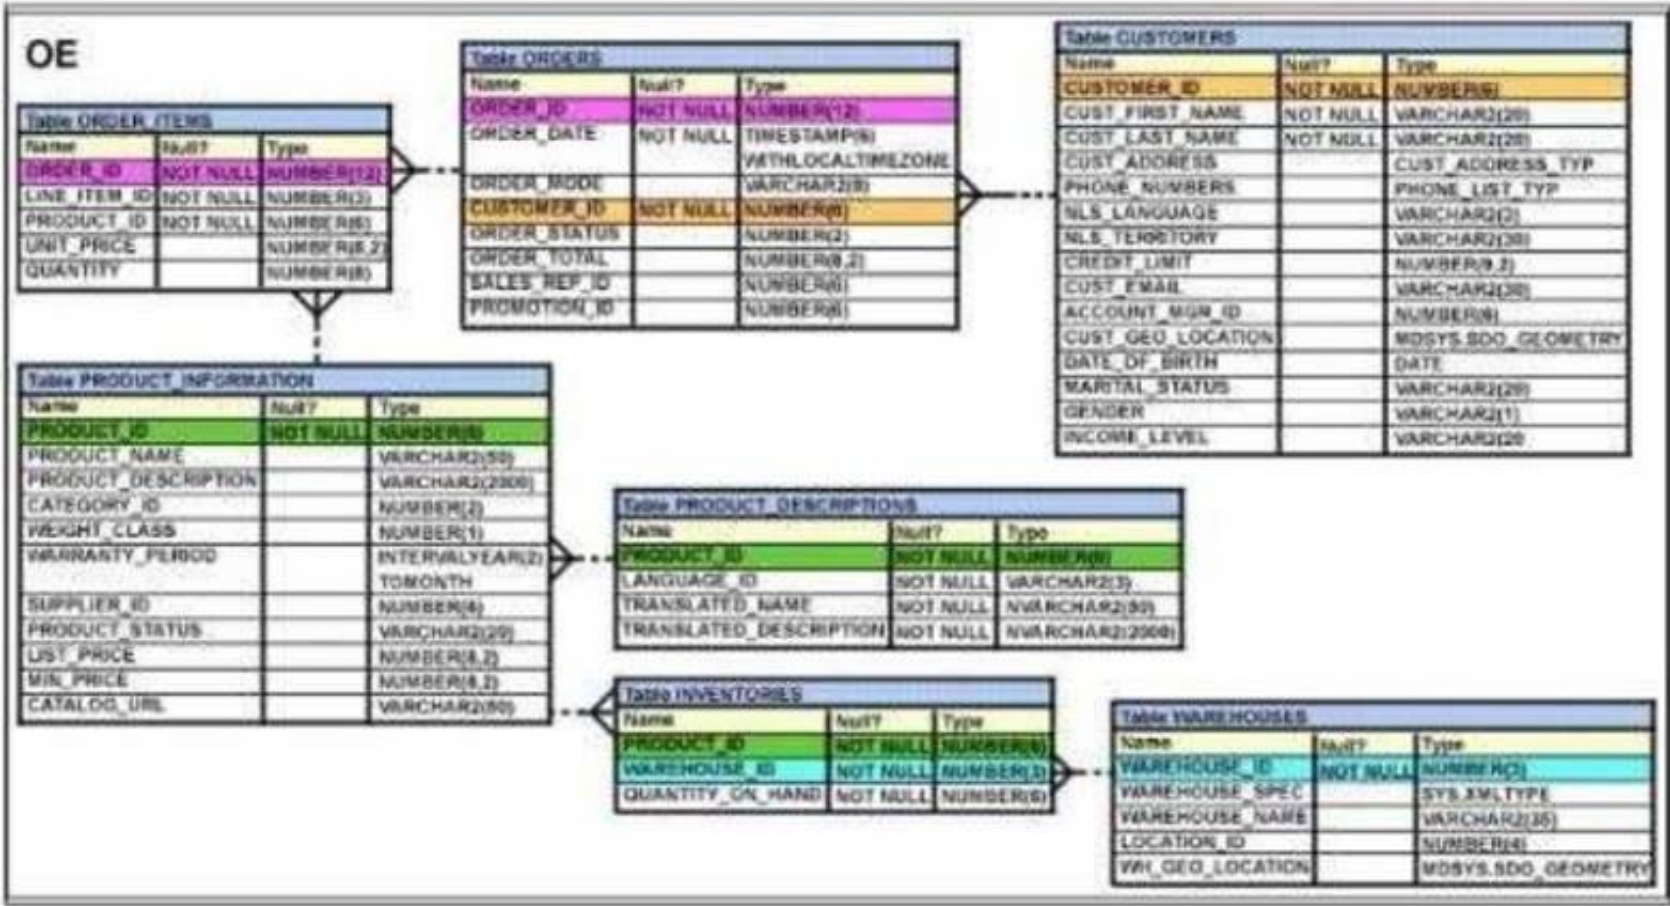 OE
Table ORDER_ITEMS
Name Null? Type
ORDER_ID NOT NULL NUMBER(12)
LINE_ITEM_ID NOT NULL NUMBER(3)
PRODUCT_ID NOT NULL NUMBER(6)
UNIT_PRICE NUMBER(8,2)
QUANTITY NUMBER(8)
Table ORDERS
Name Null? Type
ORDER_ID NOT NULL NUMBER(12)
ORDER_DATE NOT NULL TIMESTAMP(6)
WITHLOCALTIMEZONE
ORDER_MODE VARCHAR2(8)
CUSTOMER_ID NOT NULL NUMBER(6)
ORDER_STATUS NUMBER(2)
ORDER_TOTAL NUMBER(8,2)
SALES_REP_ID NUMBER(6)
PROMOTION_ID NUMBER(6)
Table CUSTOMERS
Name Null? Type
CUSTOMER_ID NOT NULL NUMBER(6)
CUST_FIRST_NAME NOT NULL VARCHAR2(20)
CUST_LAST_NAME NOT NULL VARCHAR2(20)
CUST_ADDRESS CUST_ADDRESS_TYP
PHONE_NUMBERS PHONE_LIST_TYP
NLS_LANGUAGE VARCHAR2(3)
NLS_TERRITORY VARCHAR2(30)
CREDIT_LIMIT NUMBER(9,2)
CUST_EMAIL VARCHAR2(30)
ACCOUNT_MGR_ID NUMBER(6)
CUST_GEO_LOCATION MDSYS.SDO_GEOMETRY
DATE_OF_BIRTH DATE
MARITAL_STATUS VARCHAR2(20)
GENDER VARCHAR2(1)
INCOME_LEVEL VARCHAR2(20
Table PRODUCT_INFORMATION
Name Null? Type
PRODUCT_ID NOT NULL NUMBER(6)
PRODUCT_NAME VARCHAR2(50)
PRODUCT_DESCRIPTION VARCHAR2(2000)
CATEGORY_ID NUMBER(2)
WEIGHT_CLASS NUMBER(1)
WARRANTY_PERIOD INTERVALYEAR(2)
TOMONTH
SUPPLIER_ID NUMBER(6)
PRODUCT_STATUS VARCHAR2(20)
LIST_PRICE NUMBER(8,2)
MIN_PRICE NUMBER(8,2)
CATALOG_URL VARCHAR2(50)
Table PRODUCT_DESCRIPTIONS
Name Null? Type
PRODUCT_ID NOT NULL NUMBER(6)
LANGUAGE_ID NOT NULL VARCHAR2(3)
TRANSLATED_NAME NOT NULL NVARCHAR2(50)
TRANSLATED_DESCRIPTION NOT NULL NVARCHAR2(2000)
Table INVENTORIES
Name Null? Type
PRODUCT_ID NOT NULL NUMBER(6)
WAREHOUSE_ID NOT NULL NUMBER(3)
QUANTITY_ON_HAND NOT NULL NUMBER(8)
Table WAREHOUSES
Name Null? Type
WAREHOUSE_ID NOT NULL NUMBER(3)
WAREHOUSE_SPEC SYS.XMLTYPE
WAREHOUSE_NAME VARCHAR2(35)
LOCATION_ID NUMBER(4)
WH_GEO_LOCATION MDSYS.SDO_GEOMETRY